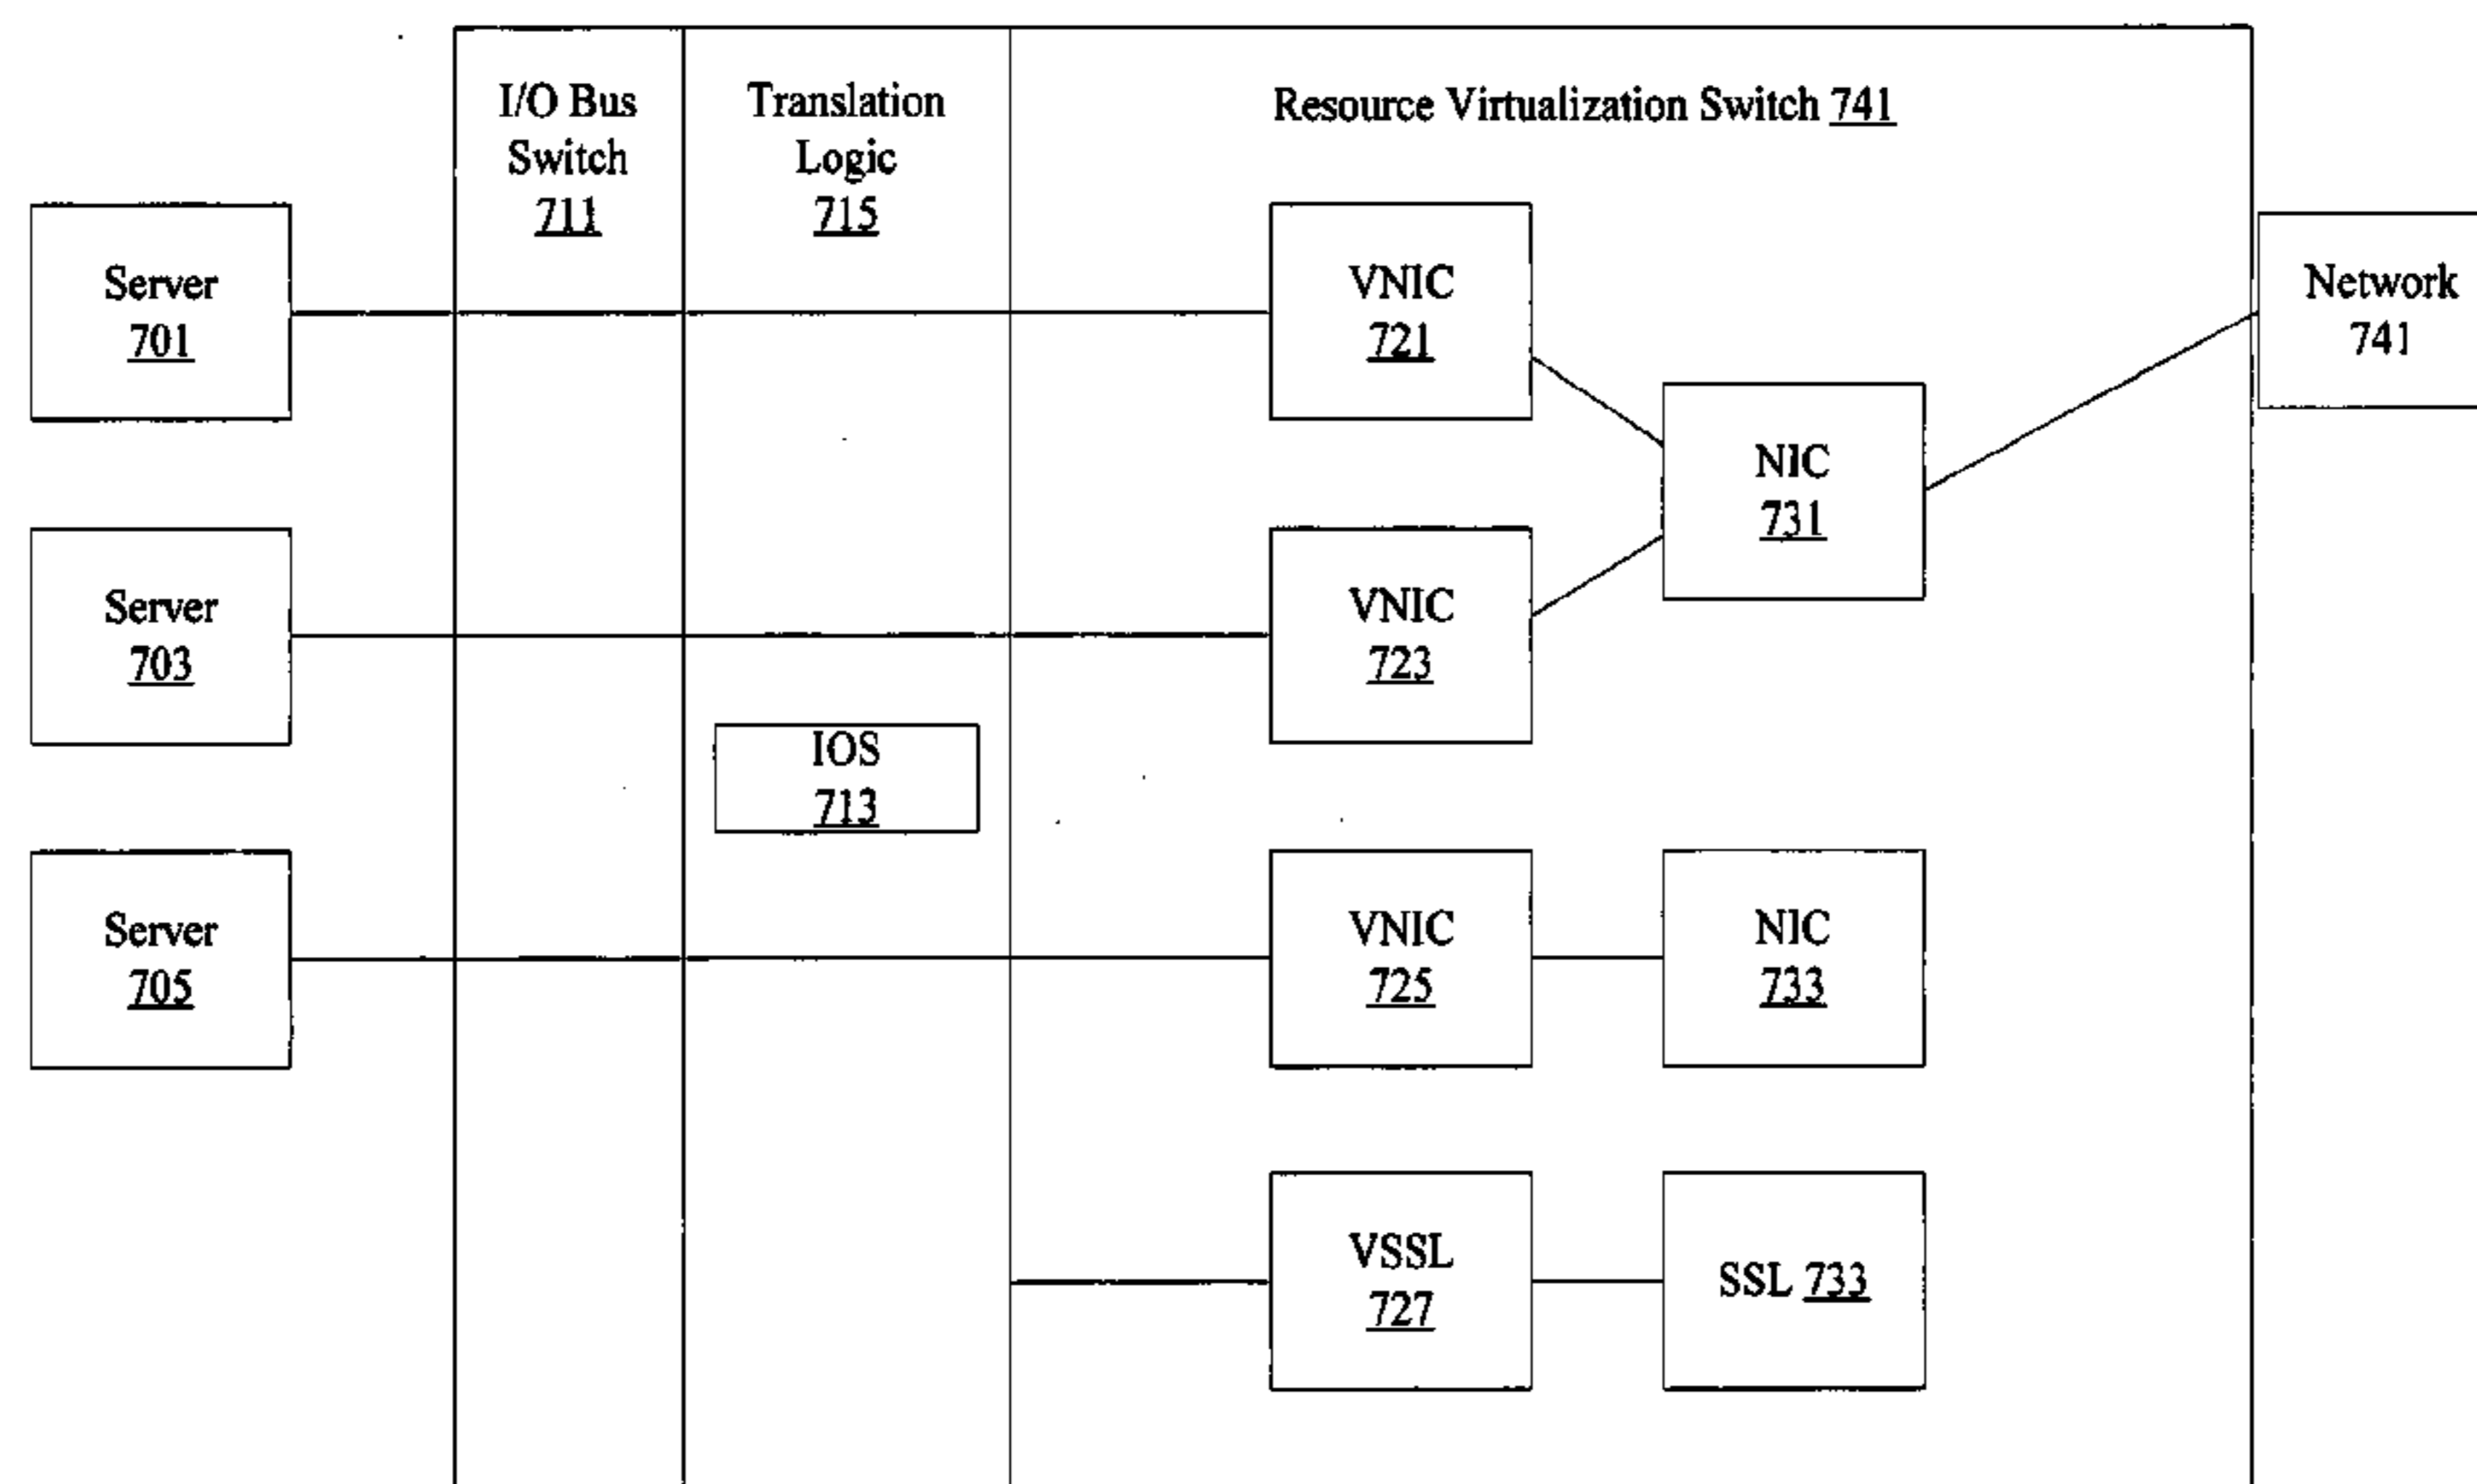 I/O Bus
Switch
711
Translation
Logic
715
Resource Virtualization Switch 741
Server
701
VNIC
721
Network
741
NIC
731
Server
703
VNIC
723
IOS
713
Server
705
VNIC
725
NIC
733
VSSL
727
SSL 733